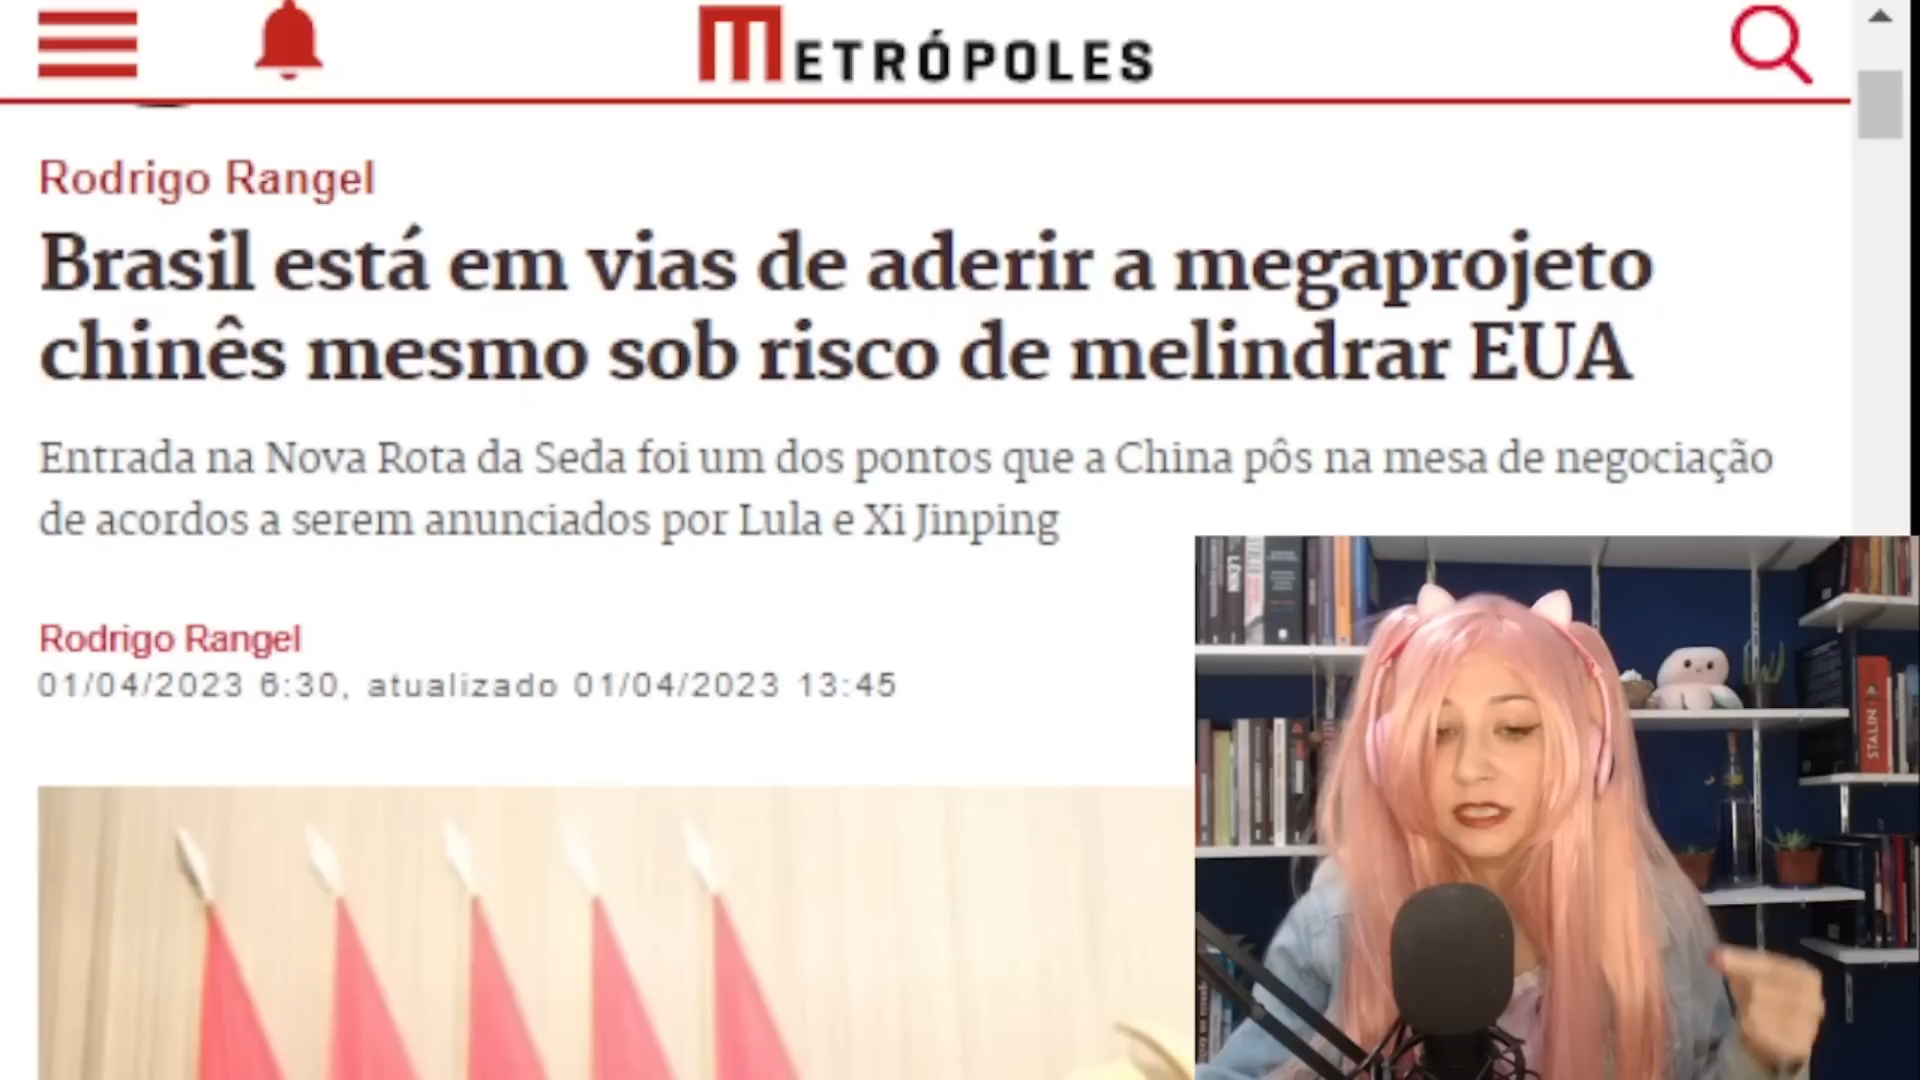 METRÓPOLES
Rodrigo Rangel
Brasil está em vias de aderir a megaprojeto
chinês mesmo sob risco de melindrar EUA
Entrada na Nova Rota da Seda foi um dos pontos que a China pôs na mesa de negociação
de acordos a serem anunciados por Lula e Xi Jinping
Rodrigo Rangel
01/04/2023 6:30, atualizado 01/04/2023 13:45
LÊNIN
STALIN